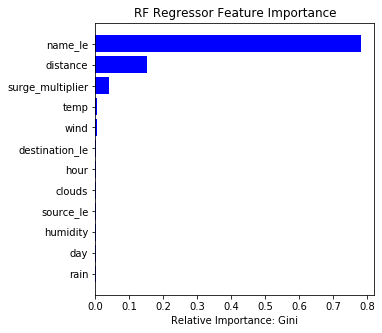 RF Regressor Feature Importance
name_le
distance
surge_multiplier
temp
wind
destination_le
hour
clouds
source_le
humidity
day
rain
0.0 0.1 0.2 0.3 0.4 0.5 0.6 0.7 0.8
Relative Importance: Gini